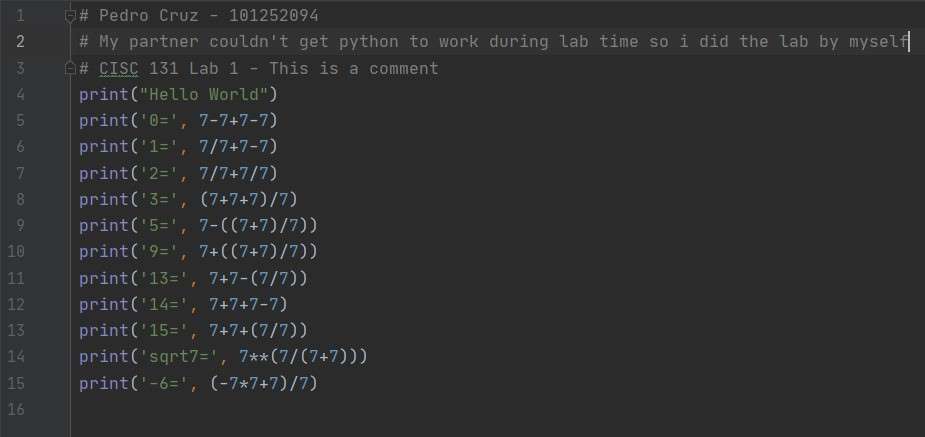 1 # Pedro Cruz - 101252094
2 # My partner couldn't get python to work during lab time so i did the lab by myself
3 # CISC 131 Lab 1 - This is a comment
4 print("Hello World")
5 print('0=', 7-7+7-7)
6 print('1=', 7/7+7-7)
7 print('2=', 7/7+7/7)
8 print('3=', (7+7+7)/7)
9 print('5=', 7-((7+7)/7))
10 print('9=', 7+((7+7)/7))
11 print('13=', 7+7-(7/7))
12 print('14=', 7+7+7-7)
13 print('15=', 7+7+(7/7))
14 print('sqrt7=', 7**(7/(7+7)))
15 print('-6=', (-7*7+7)/7)
16